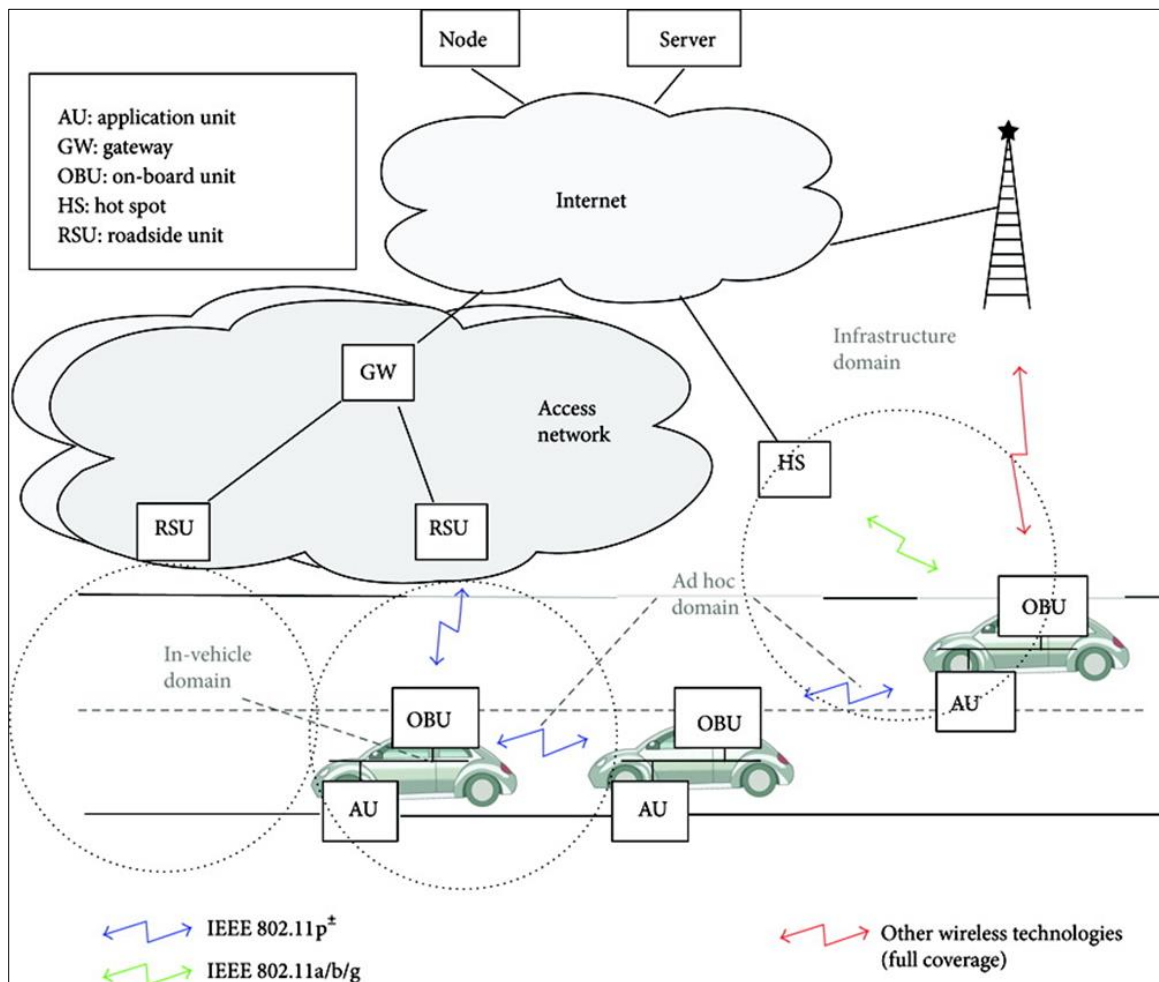 Node
Server
AU: application unit
GW: gateway
OBU: on-board unit
HS: hot spot
RSU: roadside unit
Internet
Infrastructure
domain
GW
Access
network
HS
RSU
RSU
Ad hoc
domain
OBU
In-vehicle
domain
AU
OBU
OBU
AU
AU
IEEE 802.11p±
Other wireless technologies
(full coverage)
IEEE 802.11a/b/g